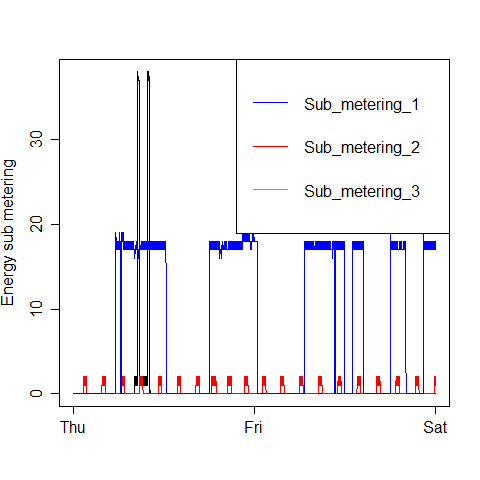 Sub_metering_1
Sub_metering_2
Sub_metering_3
Energy sub metering
30
20
10
0
Thu Fri Sat